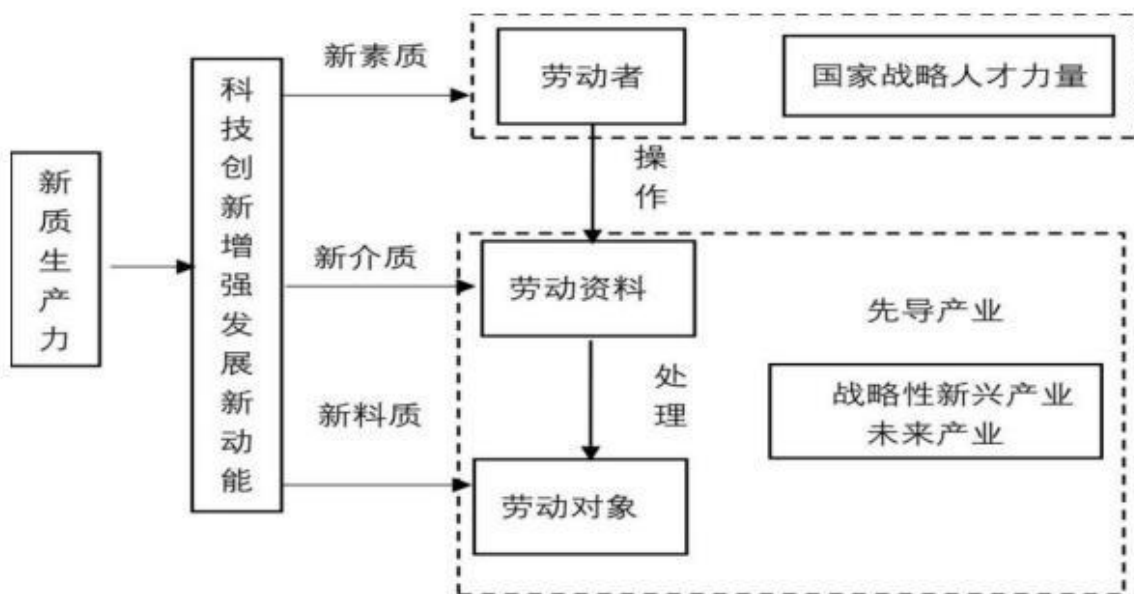 新质生产力
科技创新增强发展新动能
新素质
劳动者
国家战略人才力量
操作
新介质
劳动资料
先导产业
处理
战略性新兴产业
未来产业
新料质
劳动对象